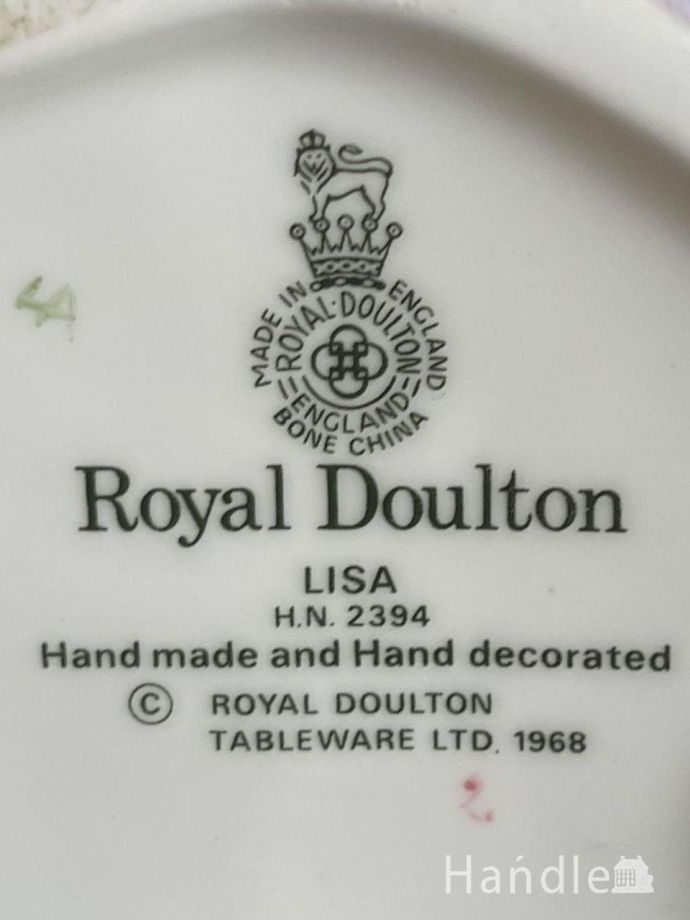 MADE IN ENGLAND
ROYAL·DOULTON
ENGLAND
BONE CHINA
Royal Doulton
LISA
H.N. 2394
Hand made and Hand decorated
© ROYAL DOULTON
TABLEWARE LTD. 1968
Hańdle